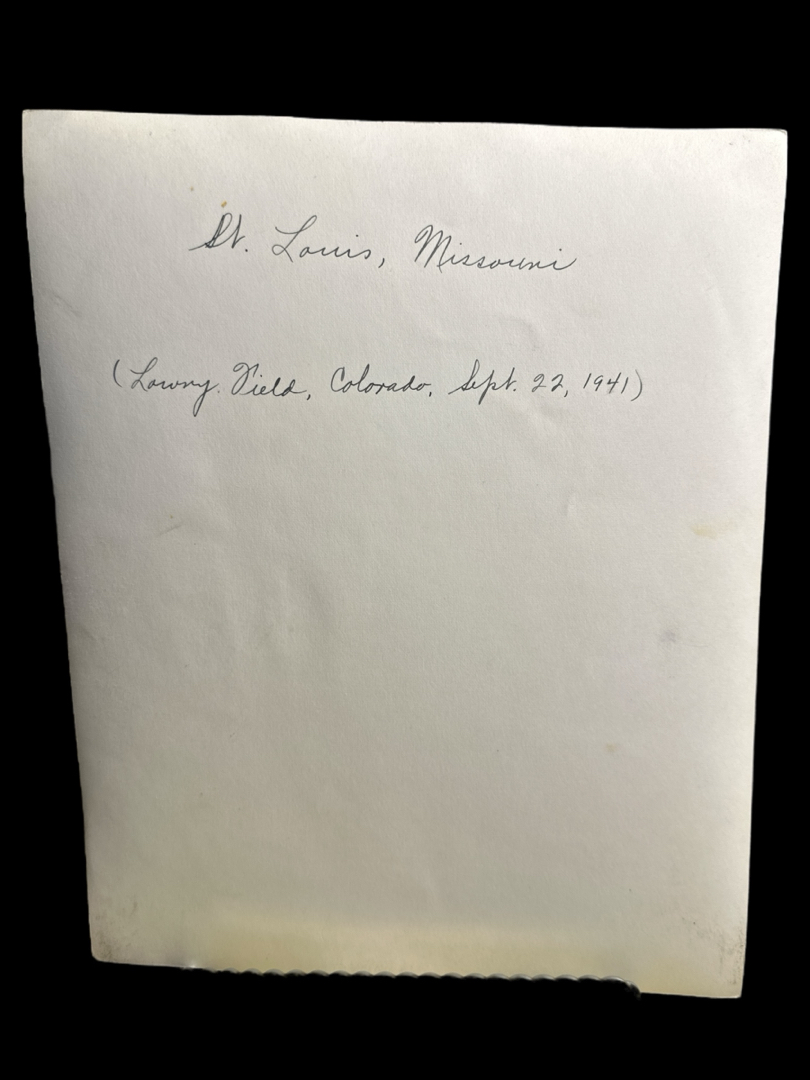 St. Louis, Missouri
(Lowry Field, Colorado, Sept. 22, 1941)